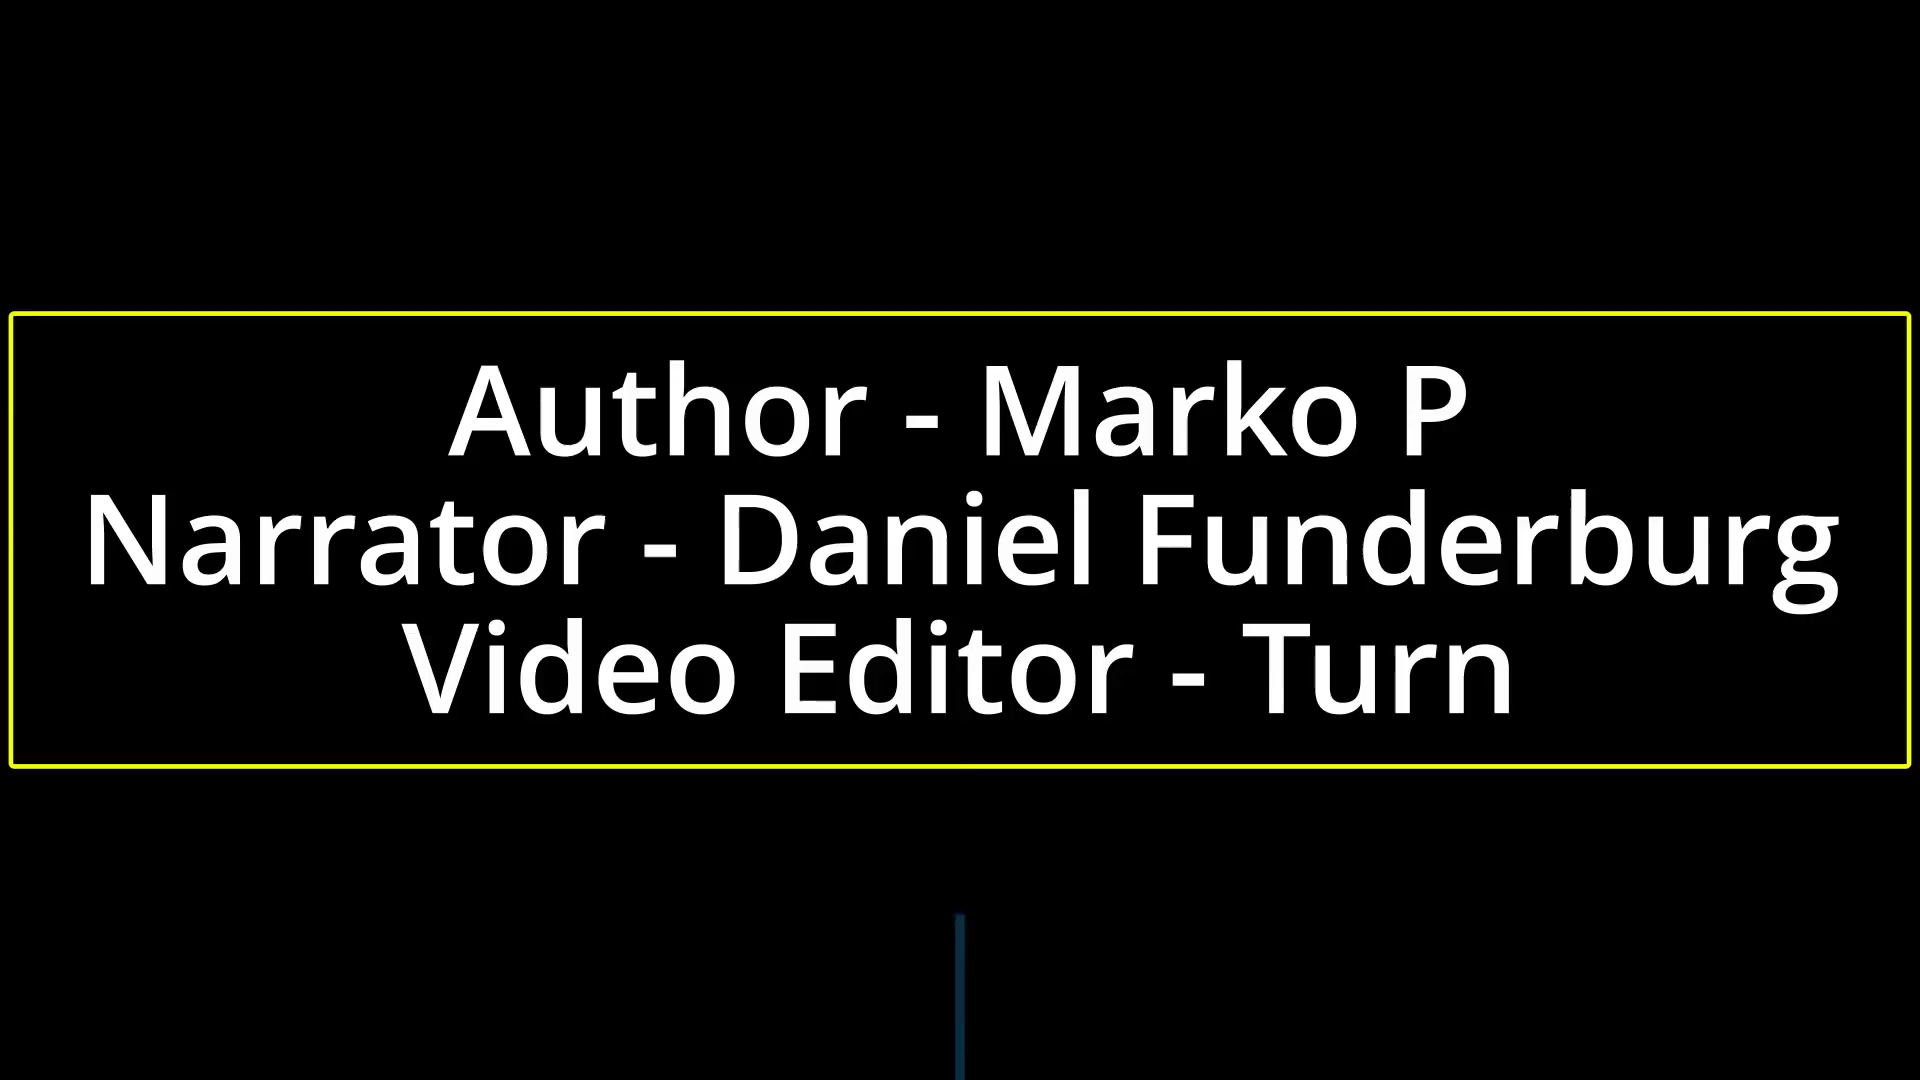 Author - Marko P
Narrator - Daniel Funderburg
Video Editor - Turn